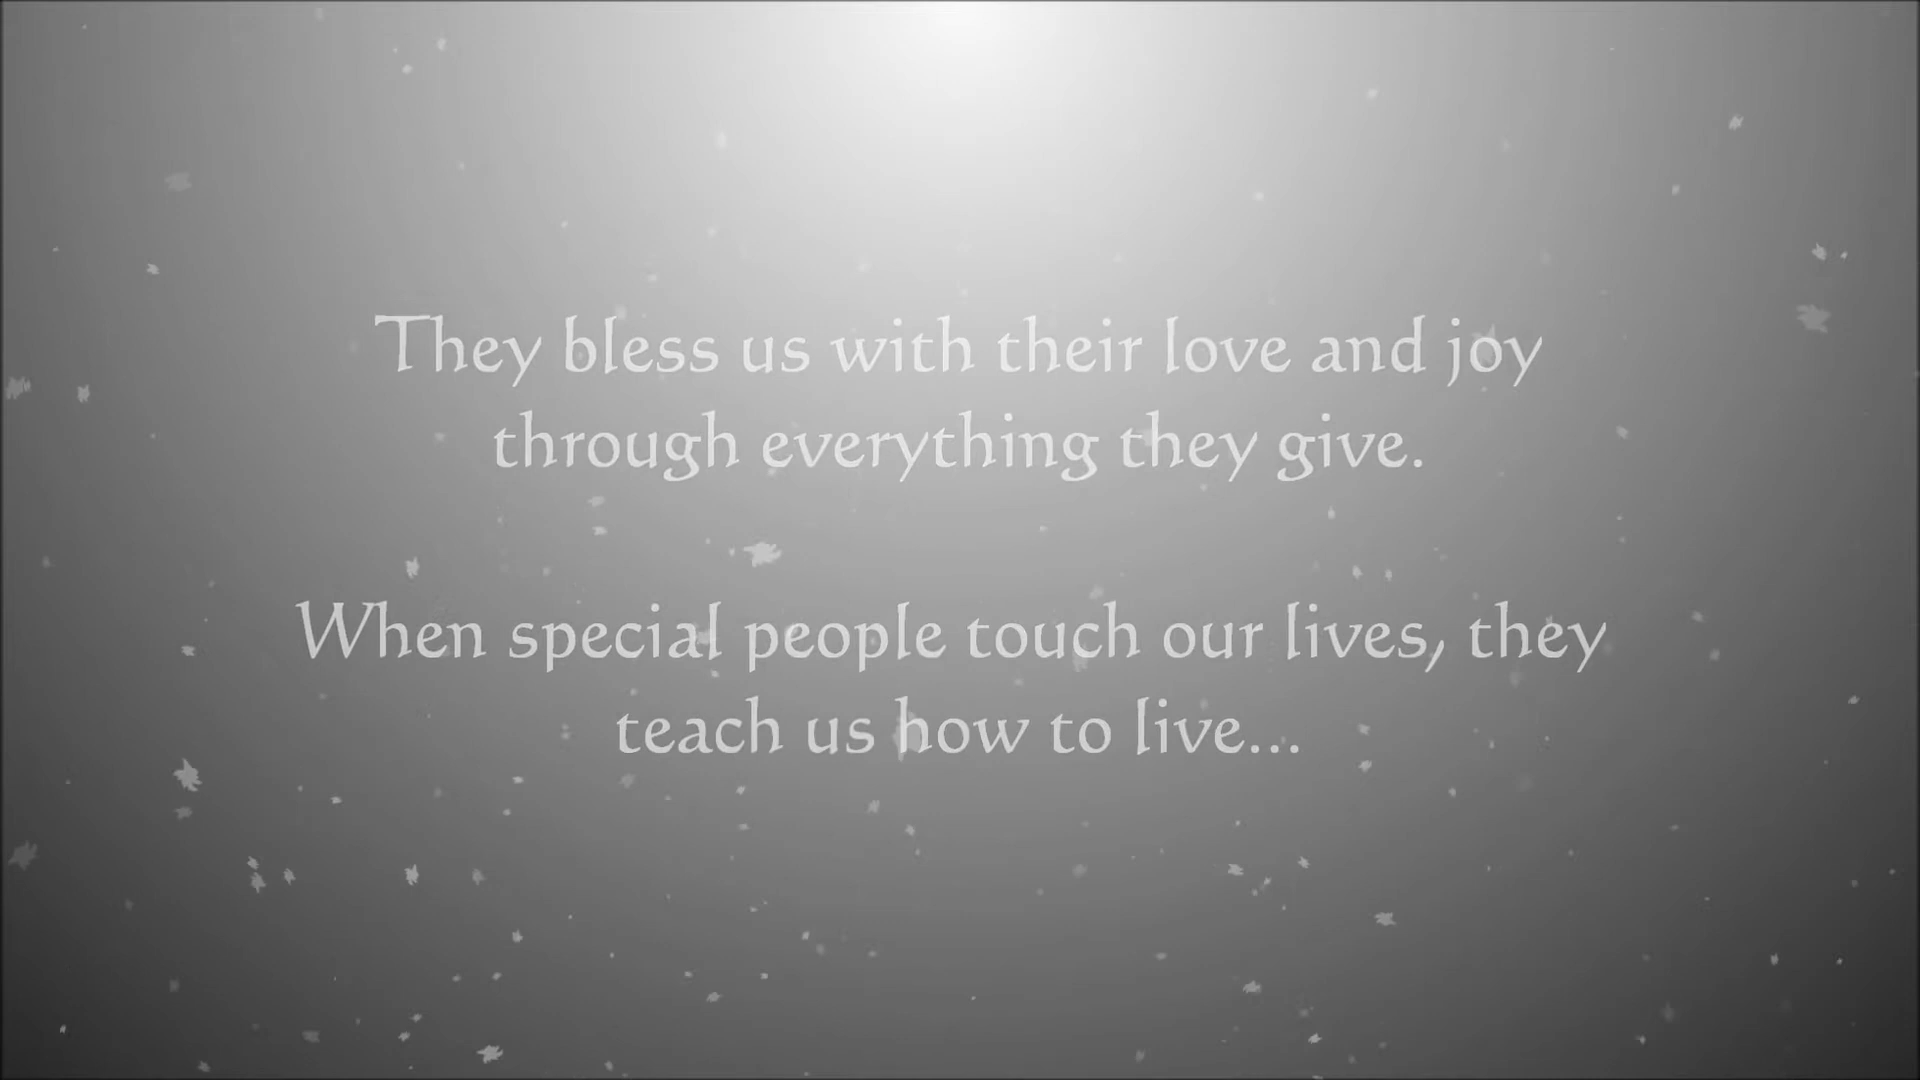 They bless us with their love and joy
through everything they give.
When special people touch our lives, they
teach us how to live...